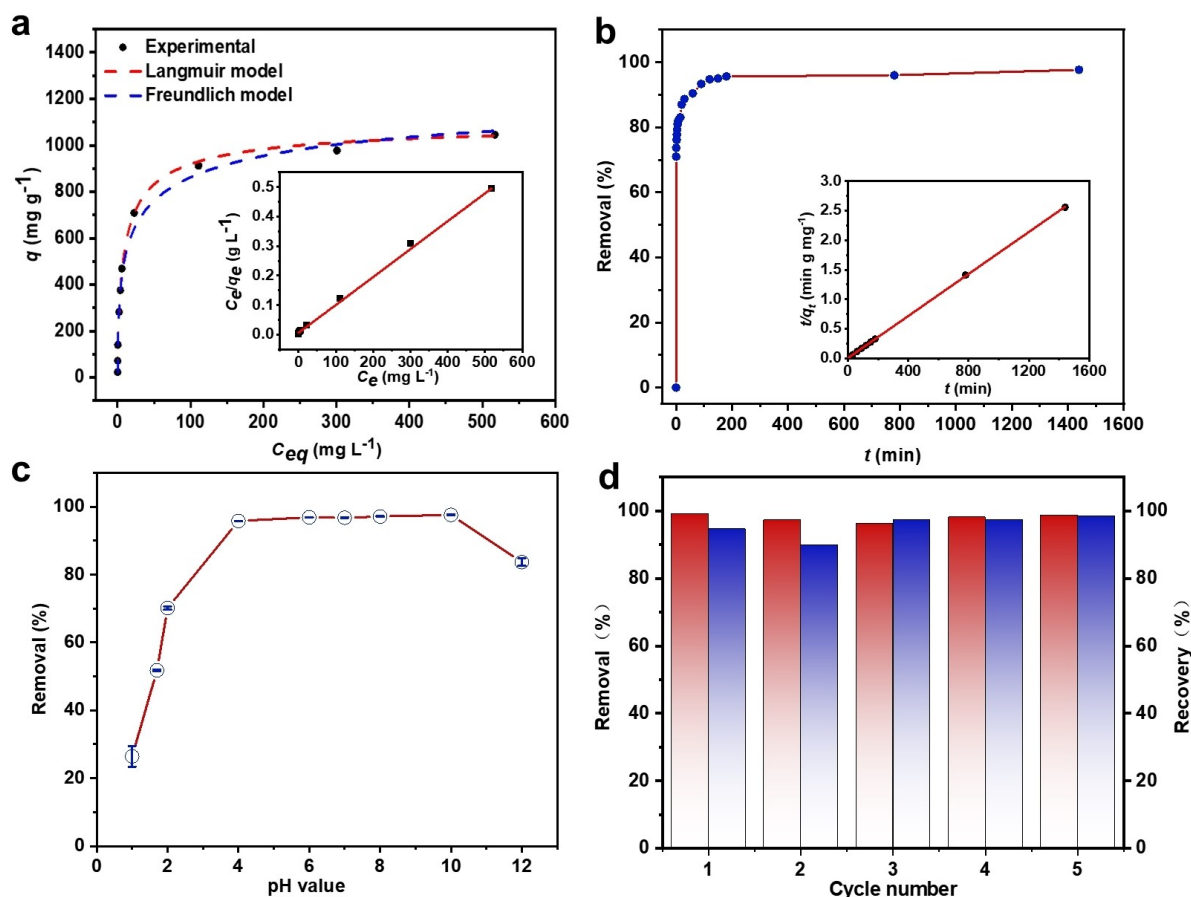 a
1400
1200
1000
800
600
400
200
0
q (mg g⁻¹)
Experimental
Langmuir model
Freundlich model
0 100 200 300 400 500 600
Ceq (mg L⁻¹)
0.5
0.3
0.2
0.1
0.0
Ce/qe (g L⁻¹)
0 100 200 300 400 500 600
Ce (mg L⁻¹)
b
100
80
60
40
20
0
Removal (%)
0 200 400 600 800 1000 1200 1400 1600
t (min)
3.0
2.5
1.5
1.0
0.5
0.0
t/qt (min g mg⁻¹)
0 400 800 1200 1600
t (min)
c
100
80
60
40
20
0
Removal (%)
0 2 4 6 8 10 12
pH value
d
100
80
60
40
20
0
Removal（%）
1 2 3 4 5
Cycle number
100
80
60
40
20
0
Recovery（%）